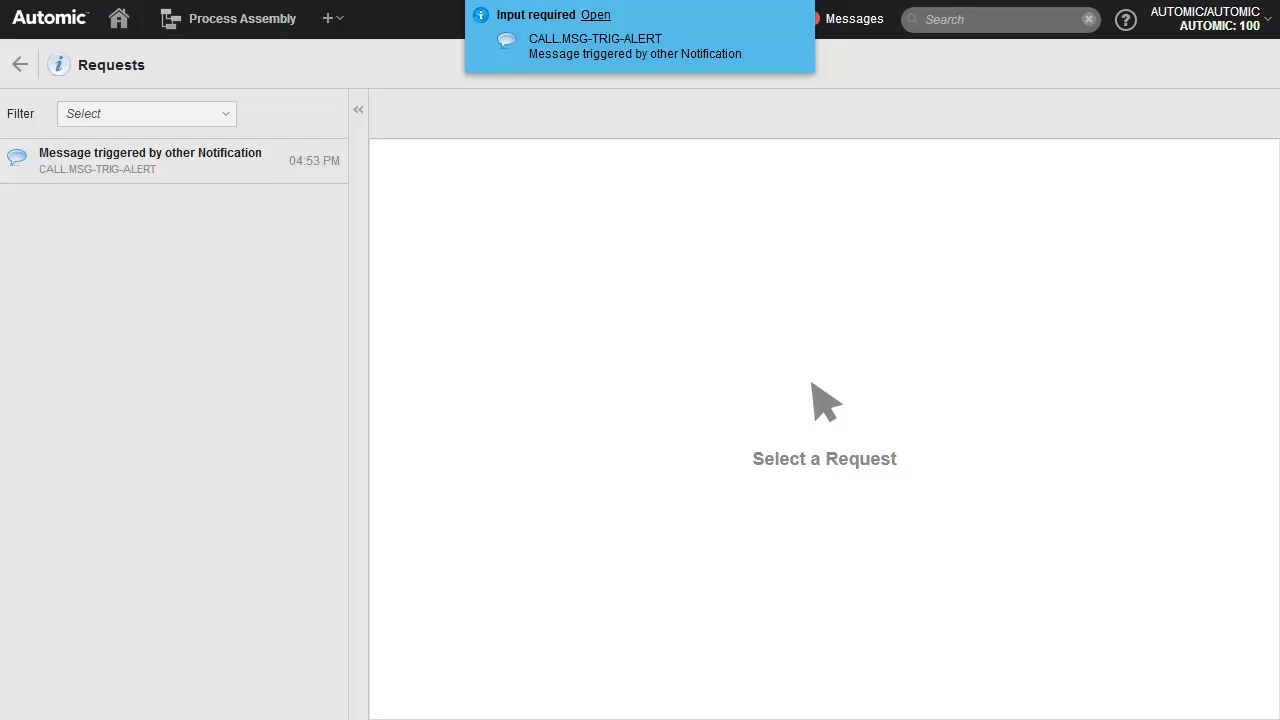 Automic
Process Assembly
Input required Open
CALL.MSG-TRIG-ALERT
Message triggered by other Notification
Messages
Search
AUTOMIC/AUTOMIC
AUTOMIC: 100
Requests
Filter
Select
Message triggered by other Notification
CALL.MSG-TRIG-ALERT
04:53 PM
Select a Request